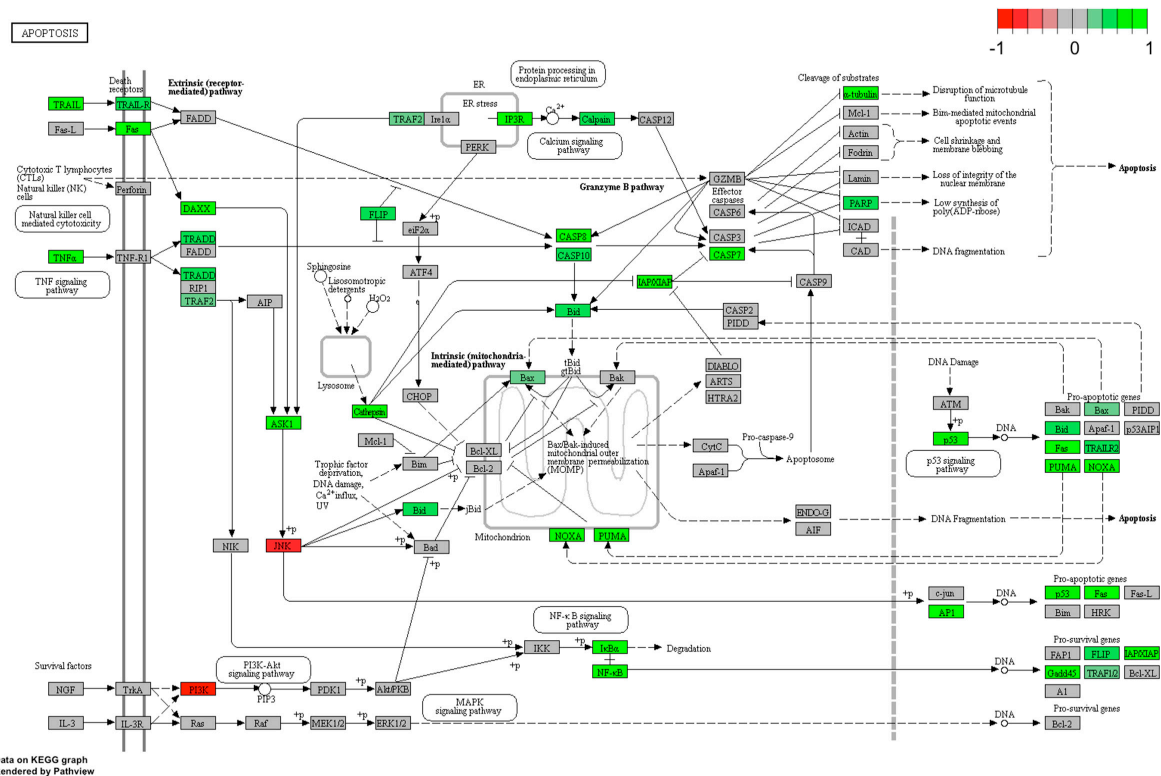 APOPTOSIS
-1 0 1
Protein processing in
endoplasmic reticulum
Death
receptors
Extrinsic (receptor-
mediated) pathway
ER
ER stress
Cleavage of substrates
TRAIL
TRAIL-R
FADD
Fas-L
Fas
TRAF2
Ire1α
IP3R
Ca2+
Calpain
CASP12
Calcium signaling
pathway
PERK
α-tubulin
Disruption of microtubule
function
Mcl-1
Bim-mediated mitochondrial
apoptotic events
Actin
Cell shrinkage and
membrane blebbing
Fodrin
Apoptosis
Cytotoxic T lymphocytes
(CTLs)
Natural killer (NK)
cells
Perforin
Granzyme B pathway
GZMB
Effector
caspases
Lamin
Loss of integrity of the
nuclear membrane
Natural killer cell
mediated cytotoxicity
DAXX
FLIP
+p
eIF2α
CASP6
PARP
Low synthesis of
poly(ADP-ribose)
TNFα
TNF-R1
TRADD
FADD
CASP8
CASP10
CASP3
CASP7
ICAD
CAD
DNA fragmentation
TNF signaling
pathway
TRADD
RIP1
TRAF2
AIP
Sphingosine
Lisosomotropic
detergents
H2O2
ATF4
IAP/XIAP
CASP9
Bid
CASP2
PIDD
Lysosome
Intrinsic (mitochondria-
mediated) pathway
tBid
gtBid
Bax
Bak
DIABLO
ARTS
HTRA2
DNA Damage
CHOP
Cathepsin
ASK1
ATM
+p
p53
DNA
Pro-apoptotic genes
Bak
Bax
PIDD
Bid
Apaf-1
p53AIP1
Fas
TRAILR2
PUMA
NOXA
p53 signaling
pathway
Mcl-1
Bim
Bcl-XL
Bcl-2
+p
Bax/Bak-induced
mitochondrial outer
membrane permeabilization
(MOMP)
CytC
Apaf-1
Pro-caspase-9
Apoptosome
Trophic factor
deprivation,
DNA damage,
Ca2+influx,
UV
Bid
jBid
ENDO-G
AIF
DNA Fragmentation
Apoptosis
NIK
+p
JNK
+p
Bad
+p
Mitochondrion
NOXA
PUMA
+p
c-jun
AP1
DNA
Pro-apoptotic genes
p53
Fas
Fas-L
Bim
HRK
NF-κB signaling
pathway
+p
+p
IKK
+p
IκBα
Degradation
NF-κB
DNA
Pro-survival genes
FAP1
FLIP
IAP/XIAP
Gadd45
TRAF1/2
Bcl-XL
A1
Survival factors
PI3K-Akt
signaling pathway
NGF
TrkA
PI3K
PIP3
PDK1
+p
Akt/PKB
MAPK
signaling pathway
IL-3
IL-3R
Ras
Raf
+p
MEK1/2
+p
ERK1/2
DNA
Pro-survival genes
Bcl-2
ata on KEGG graph
endered by Pathview